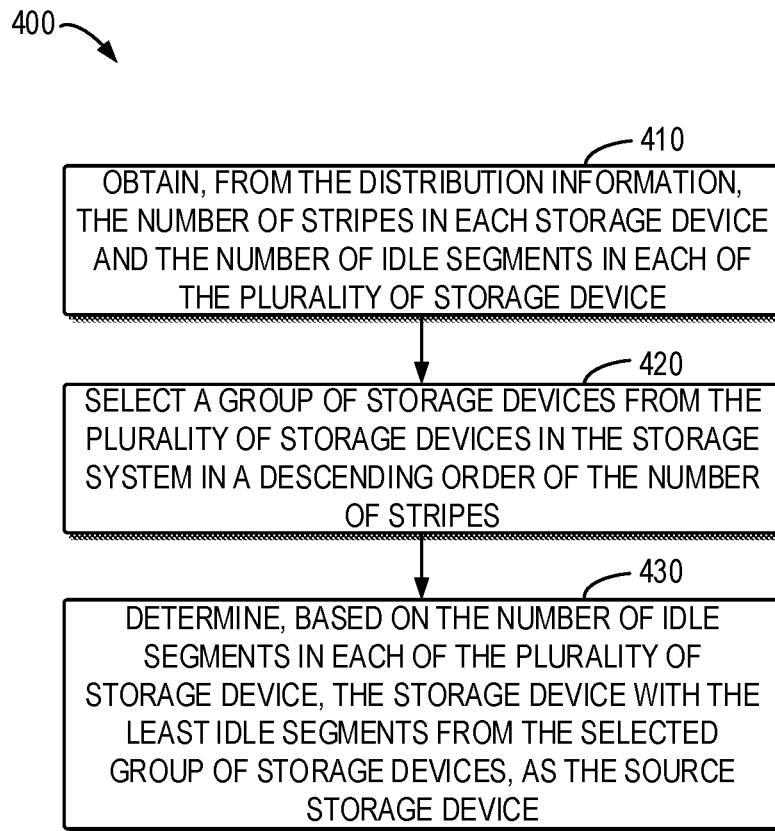 400
410
OBTAIN, FROM THE DISTRIBUTION INFORMATION,
THE NUMBER OF STRIPES IN EACH STORAGE DEVICE
AND THE NUMBER OF IDLE SEGMENTS IN EACH OF
THE PLURALITY OF STORAGE DEVICE
420
SELECT A GROUP OF STORAGE DEVICES FROM THE
PLURALITY OF STORAGE DEVICES IN THE STORAGE
SYSTEM IN A DESCENDING ORDER OF THE NUMBER
OF STRIPES
430
DETERMINE, BASED ON THE NUMBER OF IDLE
SEGMENTS IN EACH OF THE PLURALITY OF
STORAGE DEVICE, THE STORAGE DEVICE WITH THE
LEAST IDLE SEGMENTS FROM THE SELECTED
GROUP OF STORAGE DEVICES, AS THE SOURCE
STORAGE DEVICE